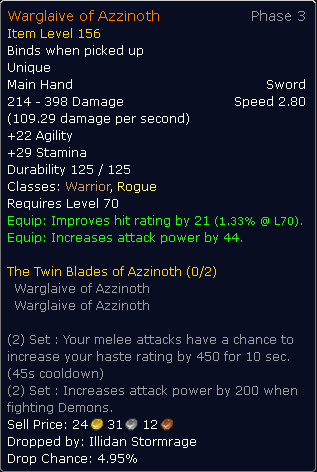 Warglaive of Azzinoth Phase 3
Item Level 156
Binds when picked up
Unique
Main Hand Sword
214 - 398 Damage Speed 2.80
(109.29 damage per second)
+22 Agility
+29 Stamina
Durability 125 / 125
Classes: Warrior, Rogue
Requires Level 70
Equip: Improves hit rating by 21 (1.33% @ L70).
Equip: Increases attack power by 44.
The Twin Blades of Azzinoth (0/2)
Warglaive of Azzinoth
Warglaive of Azzinoth
(2) Set : Your melee attacks have a chance to
increase your haste rating by 450 for 10 sec.
(45s cooldown)
(2) Set : Increases attack power by 200 when
fighting Demons.
Sell Price: 24 31 12
Dropped by: Illidan Stormrage
Drop Chance: 4.95%